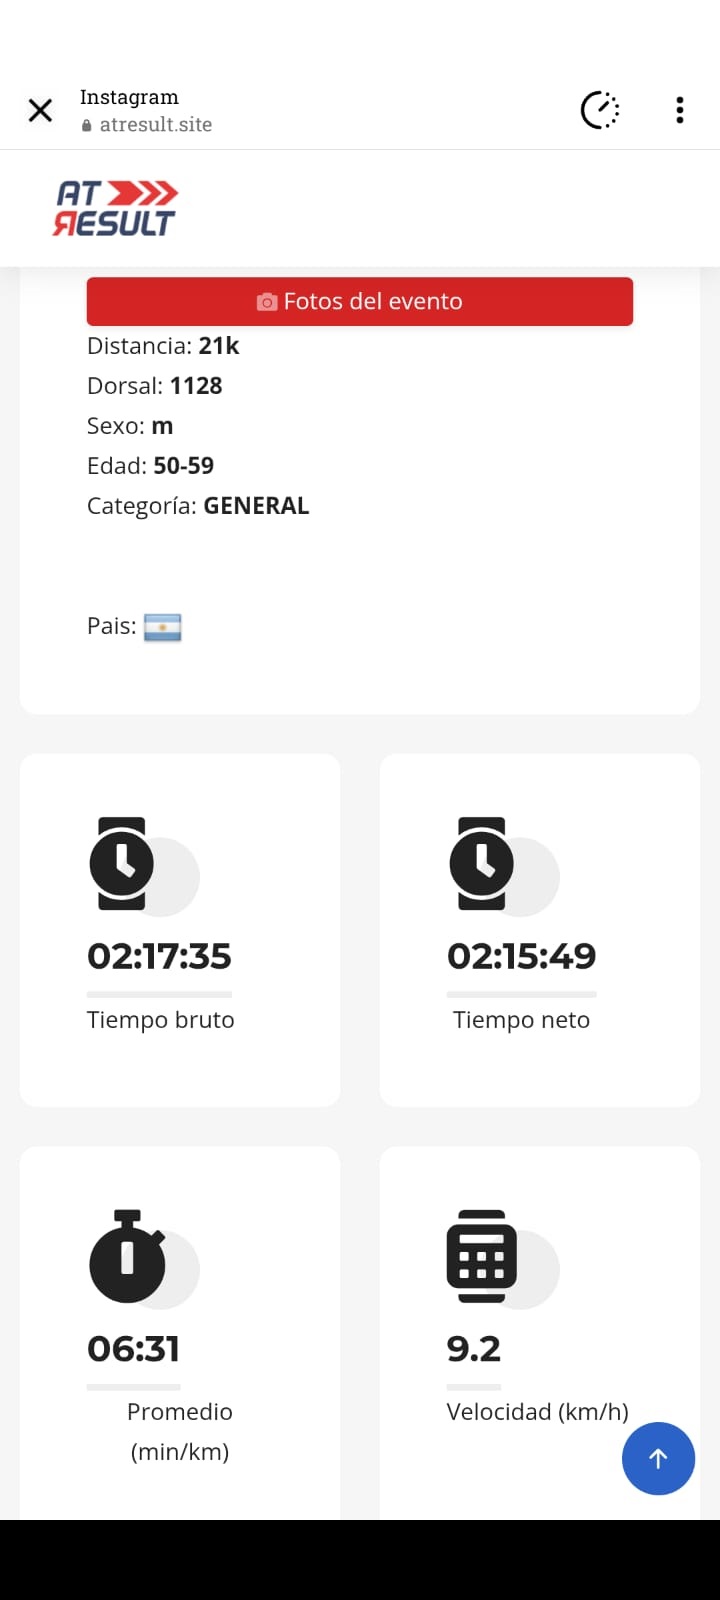 Instagram
atresult.site
AT
RESULT
Fotos del evento
Distancia: 21k
Dorsal: 1128
Sexo: m
Edad: 50-59
Categoría: GENERAL
Pais:
02:17:35
Tiempo bruto
02:15:49
Tiempo neto
06:31
Promedio
(min/km)
9.2
Velocidad (km/h)